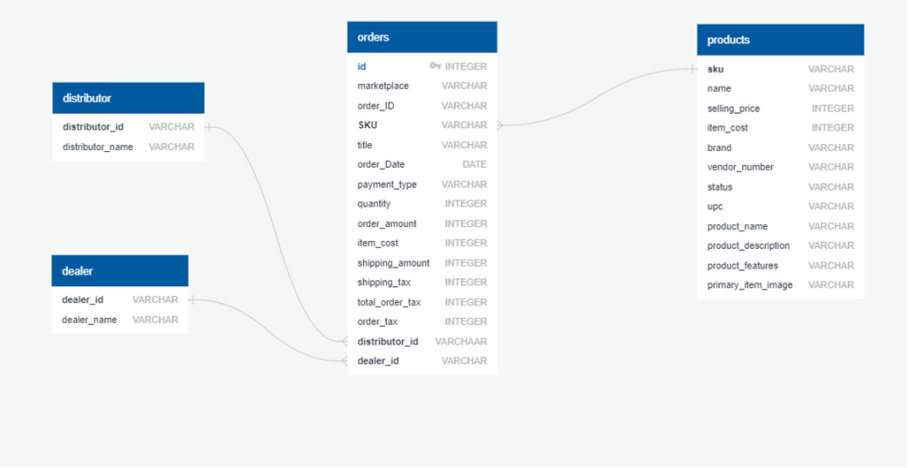 distributor
distributor_id VARCHAR
distributor_name VARCHAR
dealer
dealer_id VARCHAR
dealer_name VARCHAR
orders
id INTEGER
marketplace VARCHAR
order_ID VARCHAR
SKU VARCHAR
title VARCHAR
order_Date DATE
payment_type VARCHAR
quantity INTEGER
order_amount INTEGER
item_cost INTEGER
shipping_amount INTEGER
shipping_tax INTEGER
total_order_tax INTEGER
order_tax INTEGER
distributor_id VARCHAAR
dealer_id VARCHAR
products
sku VARCHAR
name VARCHAR
selling_price INTEGER
item_cost INTEGER
brand VARCHAR
vendor_number VARCHAR
status VARCHAR
upc VARCHAR
product_name VARCHAR
product_description VARCHAR
product_features VARCHAR
primary_item_image VARCHAR